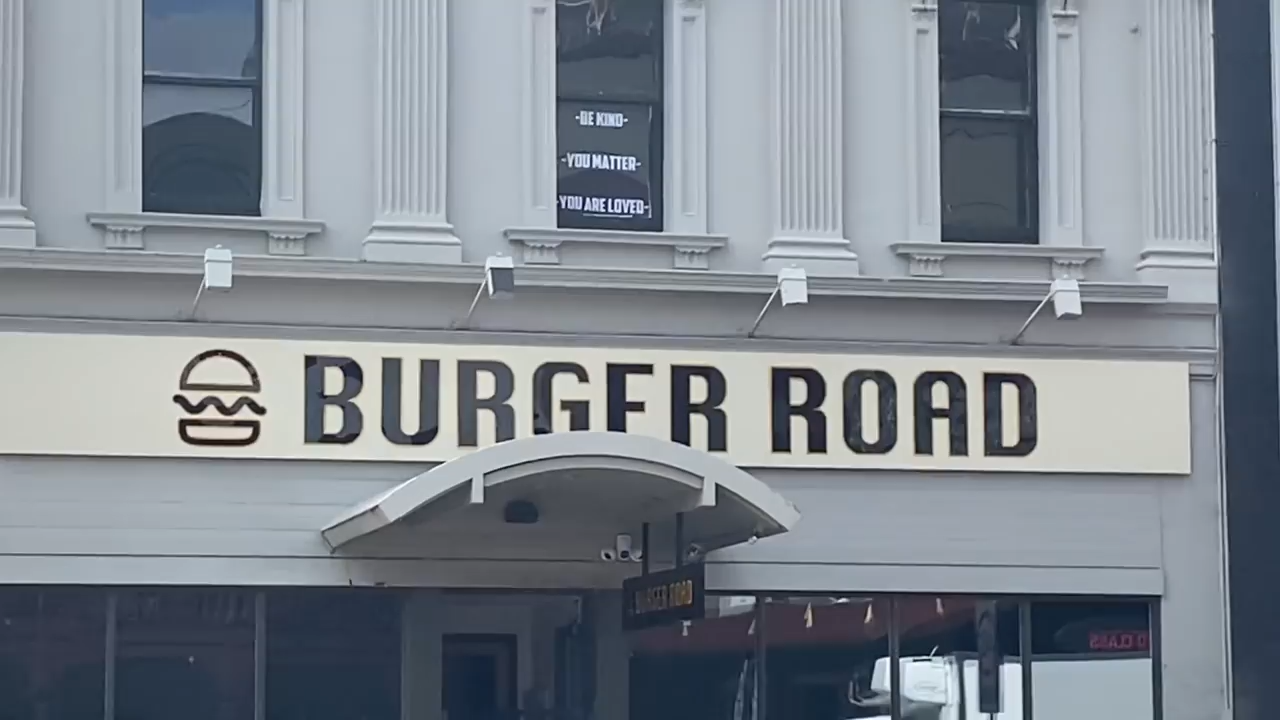 -BE KIND-
-YOU MATTER-
-YOU ARE LOVED-
BURGER ROAD
BURGER ROAD